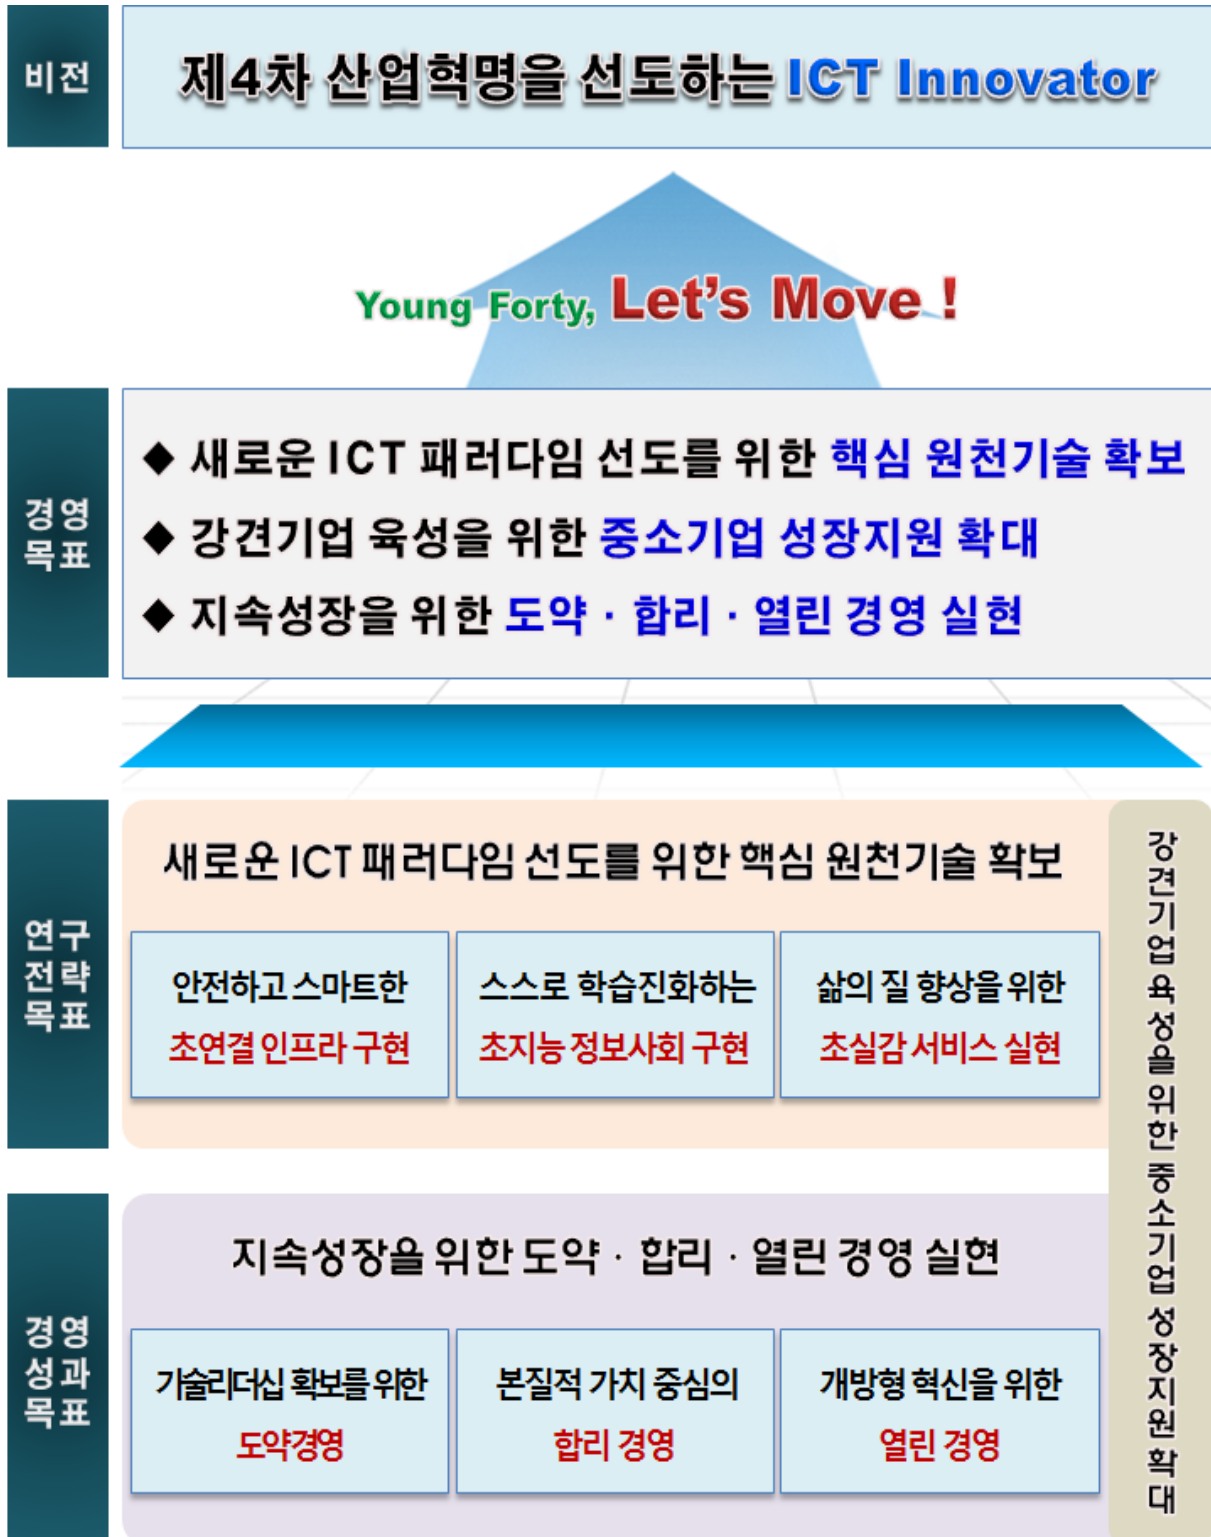 비전
제4차 산업혁명을 선도하는 ICT Innovator
Young Forty, Let's Move !
경영
목표
◆ 새로운 ICT 패러다임 선도를 위한 핵심 원천기술 확보
◆ 강견기업 육성을 위한 중소기업 성장지원 확대
◆ 지속성장을 위한 도약 · 합리 · 열린 경영 실현
연구
전략
목표
새로운 ICT 패러다임 선도를 위한 핵심 원천기술 확보
안전하고 스마트한
초연결 인프라 구현
스스로 학습진화하는
초지능 정보사회 구현
삶의 질 향상을 위한
초실감 서비스 실현
강견기업 육성을 위한 중소기업 성장지원 확대
경영
성과
목표
지속성장을 위한 도약 · 합리 · 열린 경영 실현
기술리더십 확보를 위한
도약경영
본질적 가치 중심의
합리 경영
개방형 혁신을 위한
열린 경영